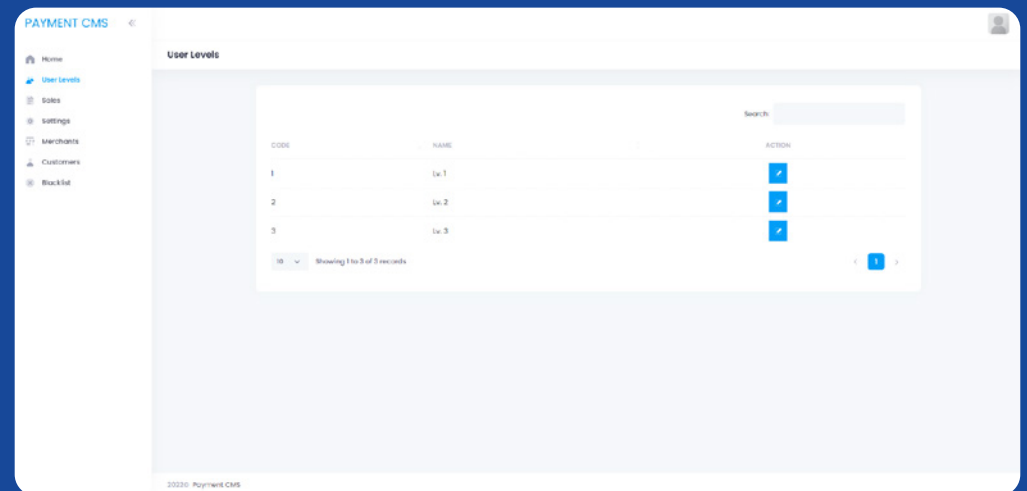 PAYMENT CMS
Home
User Levels
Sales
Settings
Merchants
Customers
Blacklist
User Levels
Search:
CODE NAME ACTION
1 Lv. 1
2 Lv. 2
3 Lv. 3
10 Showing 1 to 3 of 3 records 1
2023© Payment CMS